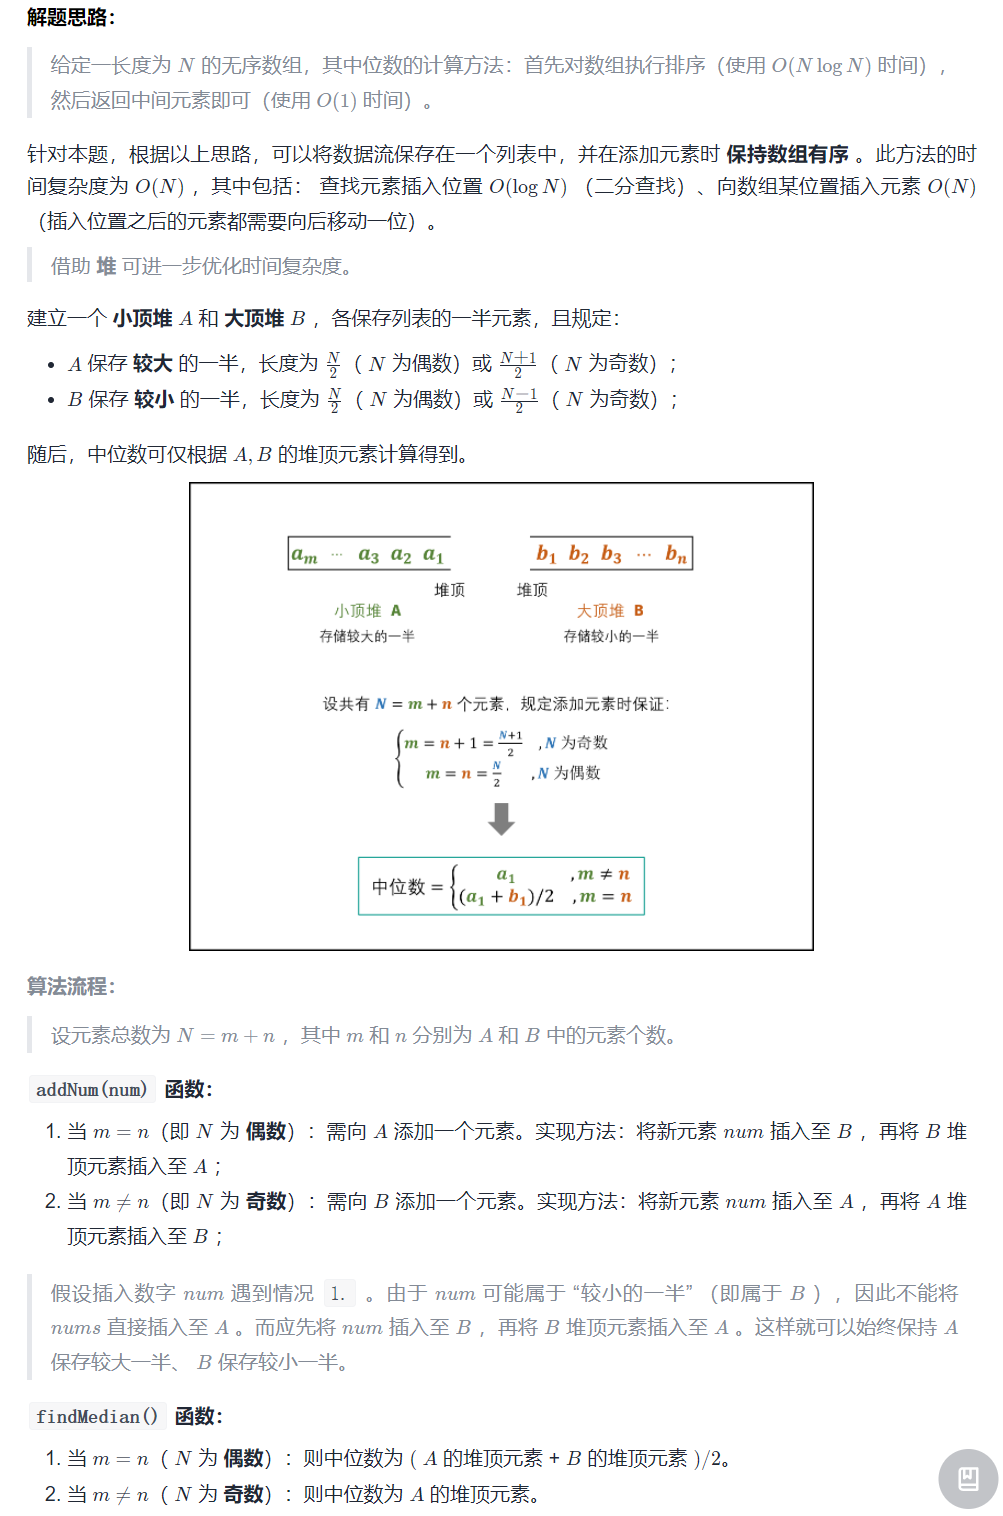 解题思路：
给定一长度为 N 的无序数组，其中位数的计算方法：首先对数组执行排序（使用 O(N log N) 时间），
然后返回中间元素即可（使用 O(1) 时间）。
针对本题，根据以上思路，可以将数据流保存在一个列表中，并在添加元素时 保持数组有序 。此方法的时
间复杂度为 O(N) ，其中包括： 查找元素插入位置 O(log N) （二分查找）、向数组某位置插入元素 O(N)
（插入位置之后的元素都需要向后移动一位）。
借助 堆 可进一步优化时间复杂度。
建立一个 小顶堆 A 和 大顶堆 B ，各保存列表的一半元素，且规定：
• A 保存 较大 的一半，长度为 N/2 （ N 为偶数）或 (N+1)/2 （ N 为奇数）；
• B 保存 较小 的一半，长度为 N/2 （ N 为偶数）或 (N−1)/2 （ N 为奇数）；
随后，中位数可仅根据 A, B 的堆顶元素计算得到。
a_m ··· a_3 a_2 a_1 b_1 b_2 b_3 ··· b_n
堆顶 堆顶
小顶堆 A 大顶堆 B
存储较大的一半 存储较小的一半
设共有 N = m + n 个元素，规定添加元素时保证：
{ m = n + 1 = (N+1)/2 , N 为奇数
m = n = N/2 , N 为偶数
中位数 = { a_1 , m ≠ n
(a_1 + b_1)/2 , m = n
算法流程：
设元素总数为 N = m + n ，其中 m 和 n 分别为 A 和 B 中的元素个数。
addNum(num) 函数：
1. 当 m = n（即 N 为 偶数）：需向 A 添加一个元素。实现方法：将新元素 num 插入至 B ，再将 B 堆
顶元素插入至 A ；
2. 当 m ≠ n（即 N 为 奇数）：需向 B 添加一个元素。实现方法：将新元素 num 插入至 A ，再将 A 堆
顶元素插入至 B ；
假设插入数字 num 遇到情况 1. 。由于 num 可能属于 “较小的一半” （即属于 B ），因此不能将
nums 直接插入至 A 。而应先将 num 插入至 B ，再将 B 堆顶元素插入至 A 。这样就可以始终保持 A
保存较大一半、 B 保存较小一半。
findMedian() 函数：
1. 当 m = n（ N 为 偶数）：则中位数为 ( A 的堆顶元素 + B 的堆顶元素 )/2。
2. 当 m ≠ n（ N 为 奇数）：则中位数为 A 的堆顶元素。